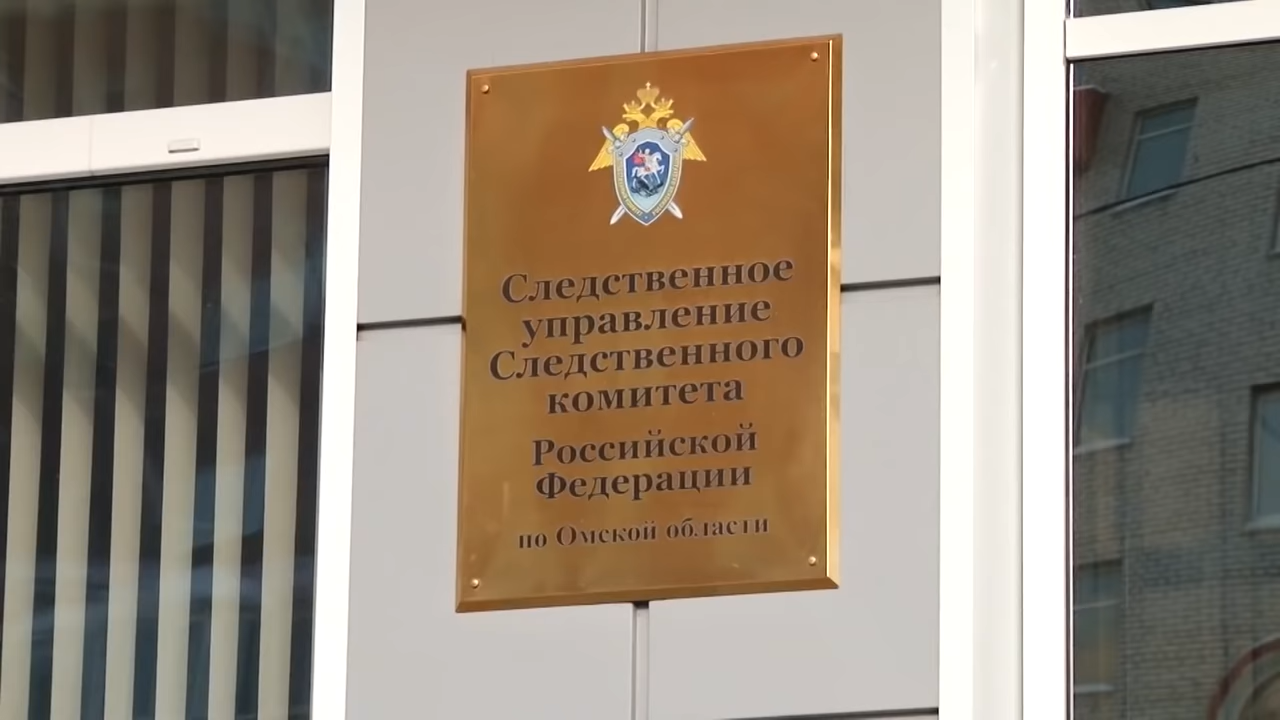 Следственное
управление
Следственного
комитета
Российской
Федерации
по Омской области